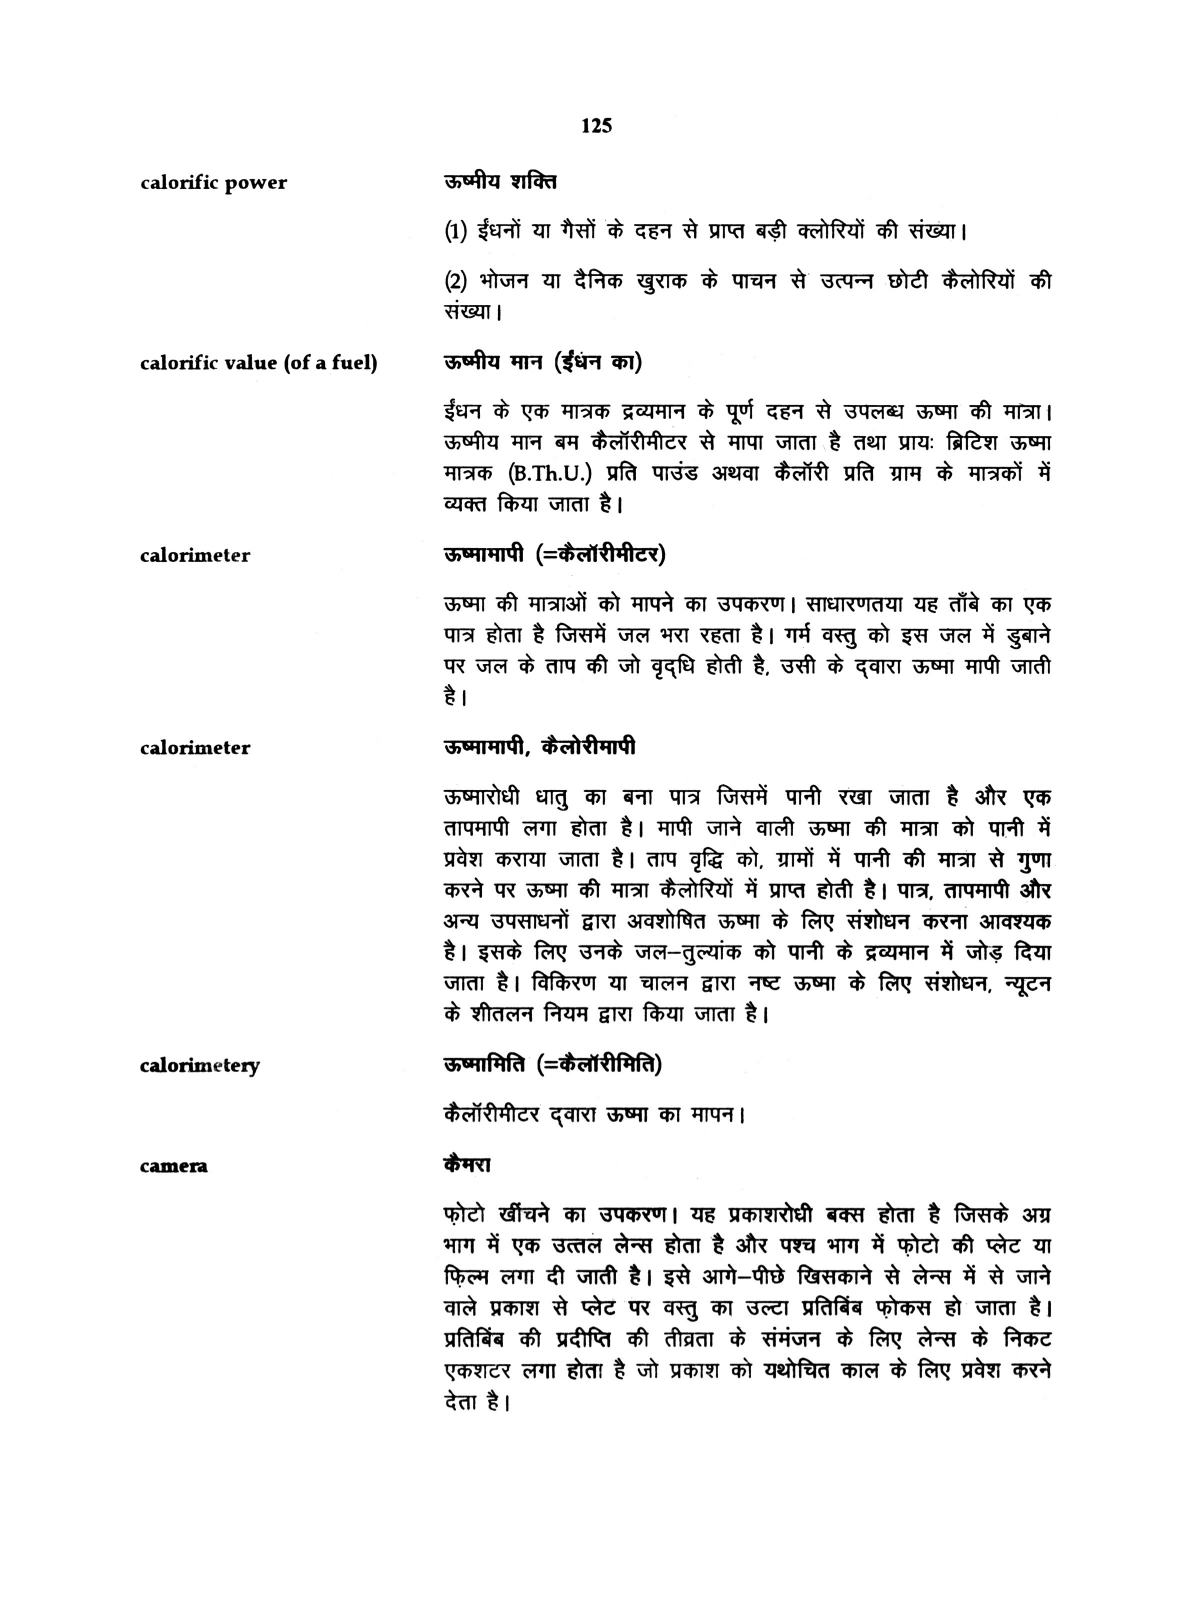 125
calorific power ऊष्मीय शक्ति
(1) ईंधनों या गैसों के दहन से प्राप्त बड़ी क्लोरियों की संख्या।
(2) भोजन या दैनिक खुराक के पाचन से उत्पन्न छोटी कैलोरियों की
संख्या।
calorific value (of a fuel) ऊष्मीय मान (ईंधन का)
ईंधन के एक मात्रक द्रव्यमान के पूर्ण दहन से उपलब्ध ऊष्मा की मात्रा।
ऊष्मीय मान बम कैलॉरीमीटर से मापा जाता है तथा प्रायः ब्रिटिश ऊष्मा
मात्रक (B.Th.U.) प्रति पाउंड अथवा कैलॉरी प्रति ग्राम के मात्रकों में
व्यक्त किया जाता है।
calorimeter ऊष्मामापी (=कैलॉरीमीटर)
ऊष्मा की मात्राओं को मापने का उपकरण। साधारणतया यह ताँबे का एक
पात्र होता है जिसमें जल भरा रहता है। गर्म वस्तु को इस जल में डुबाने
पर जल के ताप की जो वृद्धि होती है, उसी के द्वारा ऊष्मा मापी जाती
है।
calorimeter ऊष्मामापी, कैलोरीमापी
ऊष्मारोधी धातु का बना पात्र जिसमें पानी रखा जाता है और एक
तापमापी लगा होता है। मापी जाने वाली ऊष्मा की मात्रा को पानी में
प्रवेश कराया जाता है। ताप वृद्धि को, ग्रामों में पानी की मात्रा से गुणा
करने पर ऊष्मा की मात्रा कैलोरियों में प्राप्त होती है। पात्र, तापमापी और
अन्य उपसाधनों द्वारा अवशोषित ऊष्मा के लिए संशोधन करना आवश्यक
है। इसके लिए उनके जल–तुल्यांक को पानी के द्रव्यमान में जोड़ दिया
जाता है। विकिरण या चालन द्वारा नष्ट ऊष्मा के लिए संशोधन, न्यूटन
के शीतलन नियम द्वारा किया जाता है।
calorimetery ऊष्मामिति (=कैलॉरीमिति)
कैलॉरीमीटर द्वारा ऊष्मा का मापन।
camera कैमरा
फ़ोटो खींचने का उपकरण। यह प्रकाशरोधी बक्स होता है जिसके अग्र
भाग में एक उत्तल लेन्स होता है और पश्च भाग में फ़ोटो की प्लेट या
फ़िल्म लगा दी जाती है। इसे आगे–पीछे खिसकाने से लेन्स में से जाने
वाले प्रकाश से प्लेट पर वस्तु का उल्टा प्रतिबिंब फ़ोकस हो जाता है।
प्रतिबिंब की प्रदीप्ति की तीव्रता के संमंजन के लिए लेन्स के निकट
एकशटर लगा होता है जो प्रकाश को यथोचित काल के लिए प्रवेश करने
देता है।